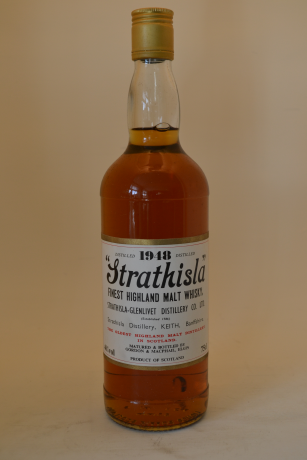 DISTILLED 1948 DISTILLED
"Strathisla"
FINEST HIGHLAND MALT WHISKY
STRATHISLA-GLENLIVET DISTILLERY CO. LTD.
Strathisla Distillery, KEITH, Banffshire
THE OLDEST HIGHLAND MALT DISTILLERY
IN SCOTLAND
MATURED & BOTTLED BY
GORDON & MACPHAIL, ELGIN
PRODUCT OF SCOTLAND